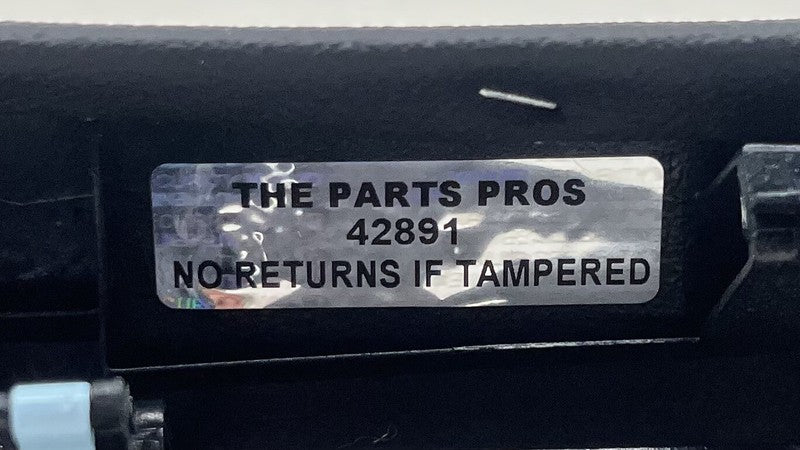 THE PARTS PROS
42891
NO RETURNS IF TAMPERED